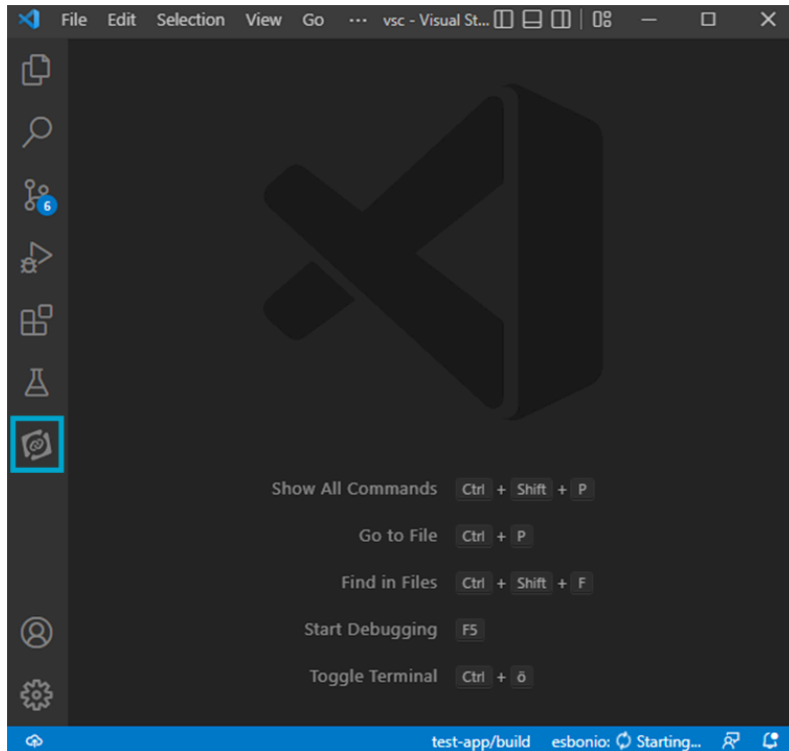 File Edit Selection View Go ··· vsc - Visual St...
6
Show All Commands Ctrl + Shift + P
Go to File Ctrl + P
Find in Files Ctrl + Shift + F
Start Debugging F5
Toggle Terminal Ctrl + ö
test-app/build esbonio: Starting...